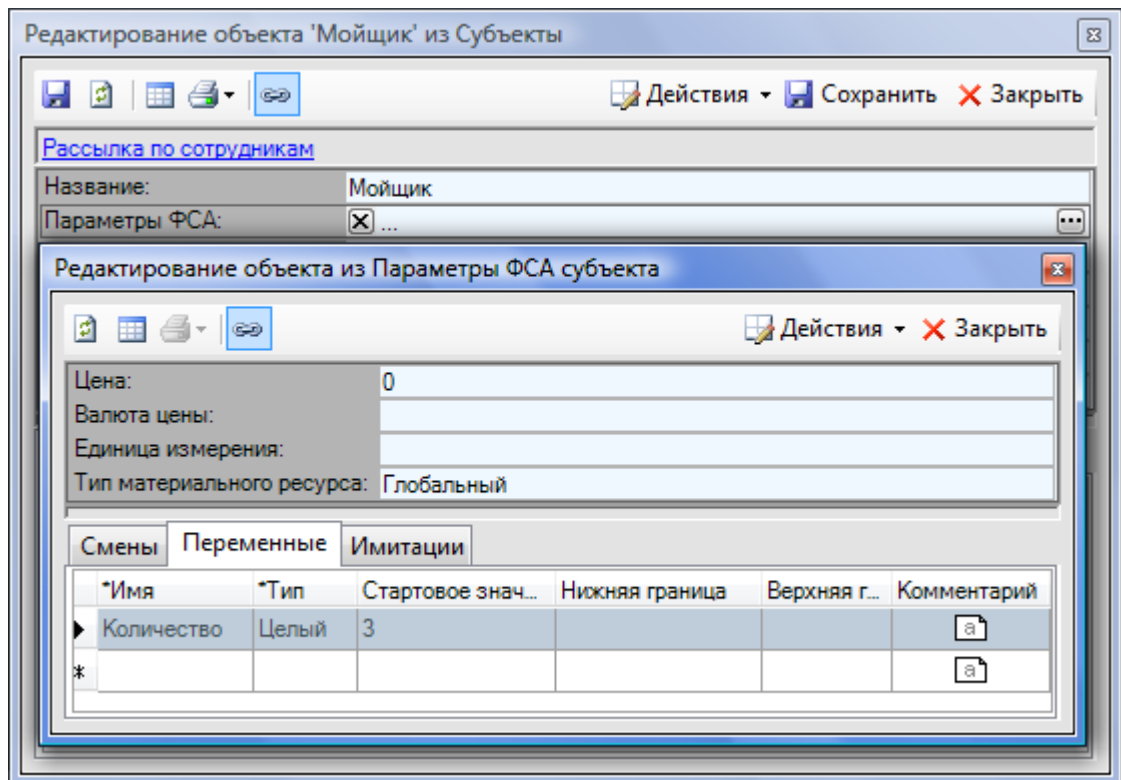 Редактирование объекта 'Мойщик' из Субъекты
Действия Сохранить Закрыть
Рассылка по сотрудникам
Название: Мойщик
Параметры ФСА: ...
Редактирование объекта из Параметры ФСА субъекта
Действия Закрыть
Цена: 0
Валюта цены:
Единица измерения:
Тип материального ресурса: Глобальный
Смены Переменные Имитации
*Имя *Тип Стартовое знач... Нижняя граница Верхняя г... Комментарий
Количество Целый 3 a
* a